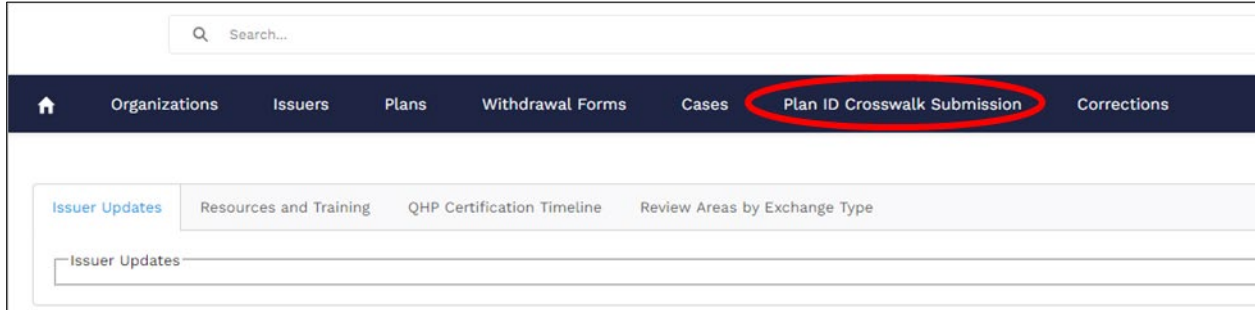 Search...
Organizations Issuers Plans Withdrawal Forms Cases Plan ID Crosswalk Submission Corrections
Issuer Updates Resources and Training QHP Certification Timeline Review Areas by Exchange Type
Issuer Updates